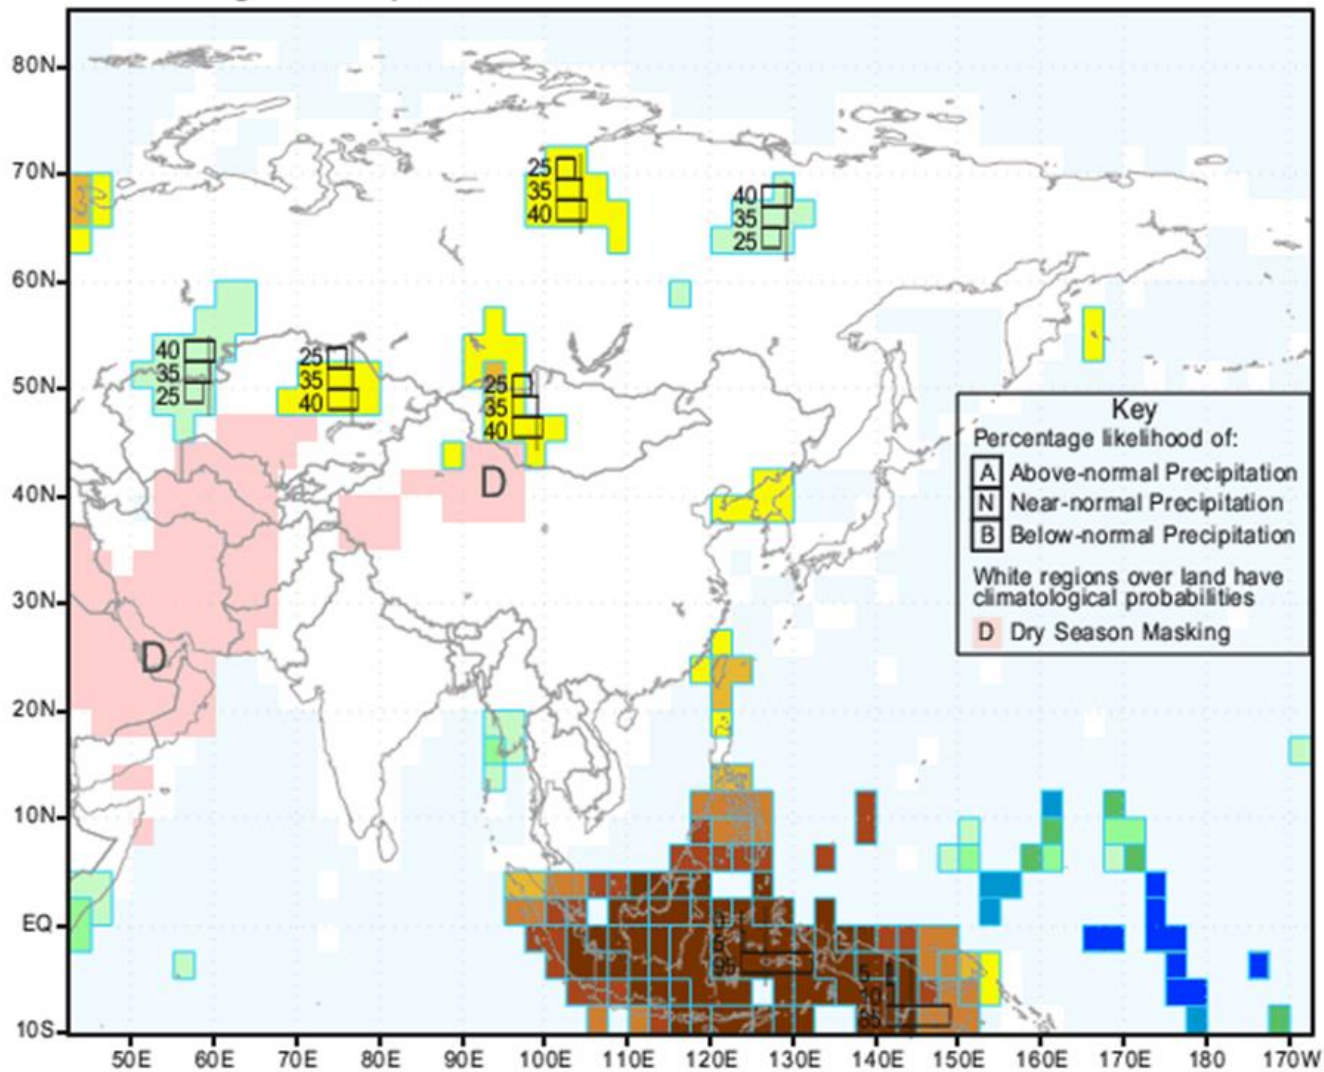 80N
70N
60N
50N
40N
30N
20N
10N
EQ
10S
25
35
40
40
35
25
40
35
25
25
35
40
25
35
40
D
D
95
5
Key
Percentage likelihood of:
A Above-normal Precipitation
N Near-normal Precipitation
B Below-normal Precipitation
White regions over land have
climatological probabilities
D Dry Season Masking
50E 60E 70E 80E 90E 100E 110E 120E 130E 140E 150E 160E 170E 180 170W